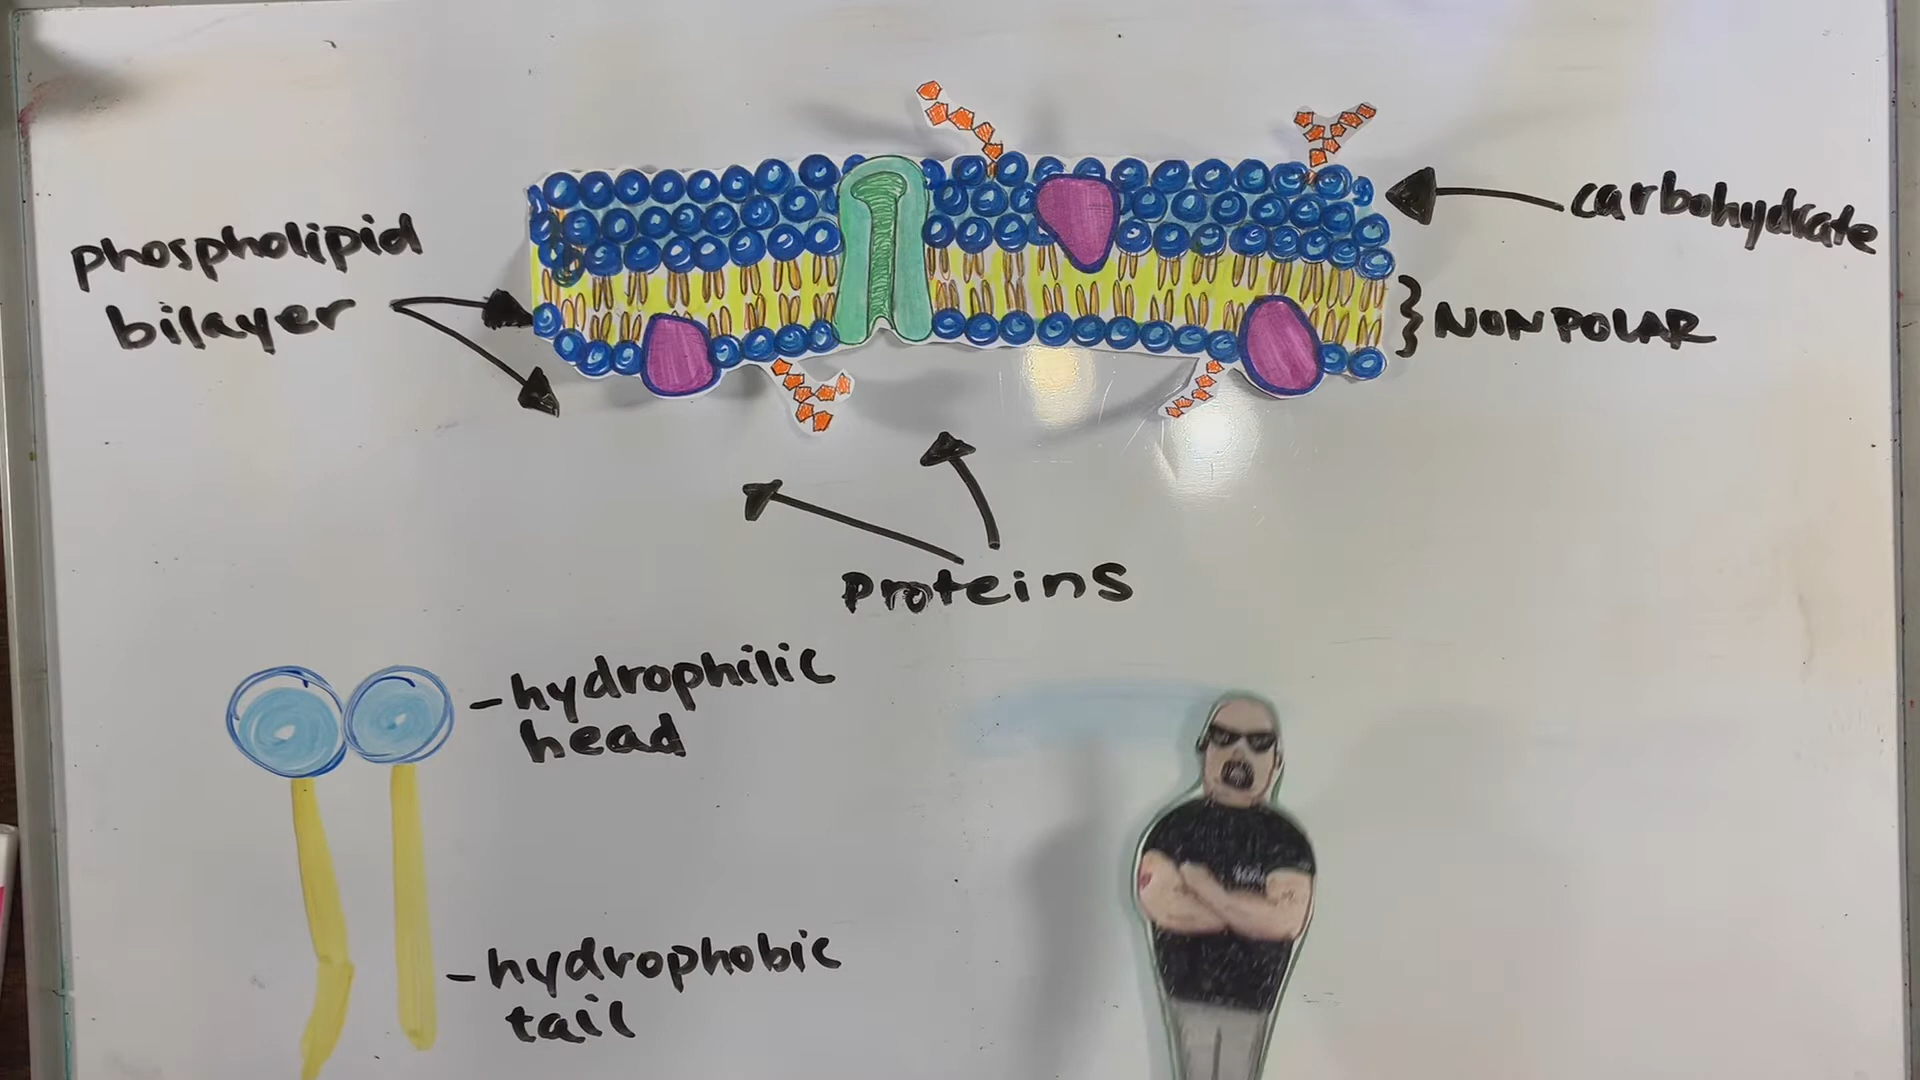 phospholipid
bilayer
carbohydrate
NONPOLAR
Proteins
-hydrophilic
head
-hydrophobic
tail